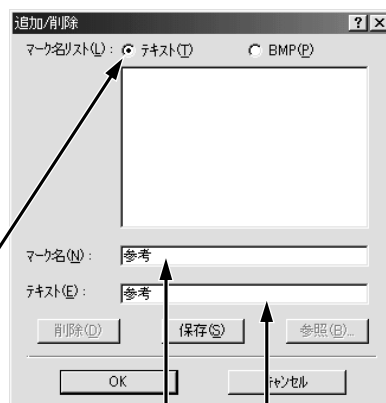 追加/削除 ? ×
マーク名リスト(L): テキスト(T) BMP(P)
マーク名(N): 参考
テキスト(E): 参考
削除(D) 保存(S) 参照(B)...
OK キャンセル